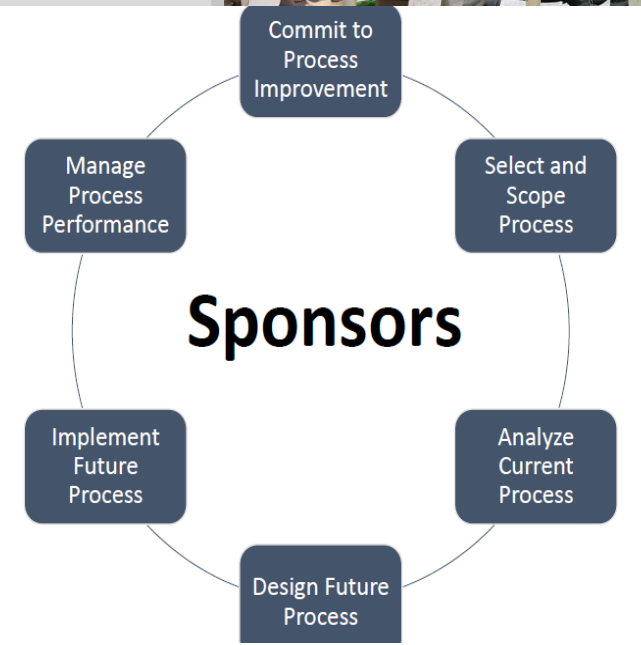 Commit to
Process
Improvement
Select and
Scope
Process
Analyze
Current
Process
Design Future
Process
Implement
Future
Process
Manage
Process
Performance
Sponsors